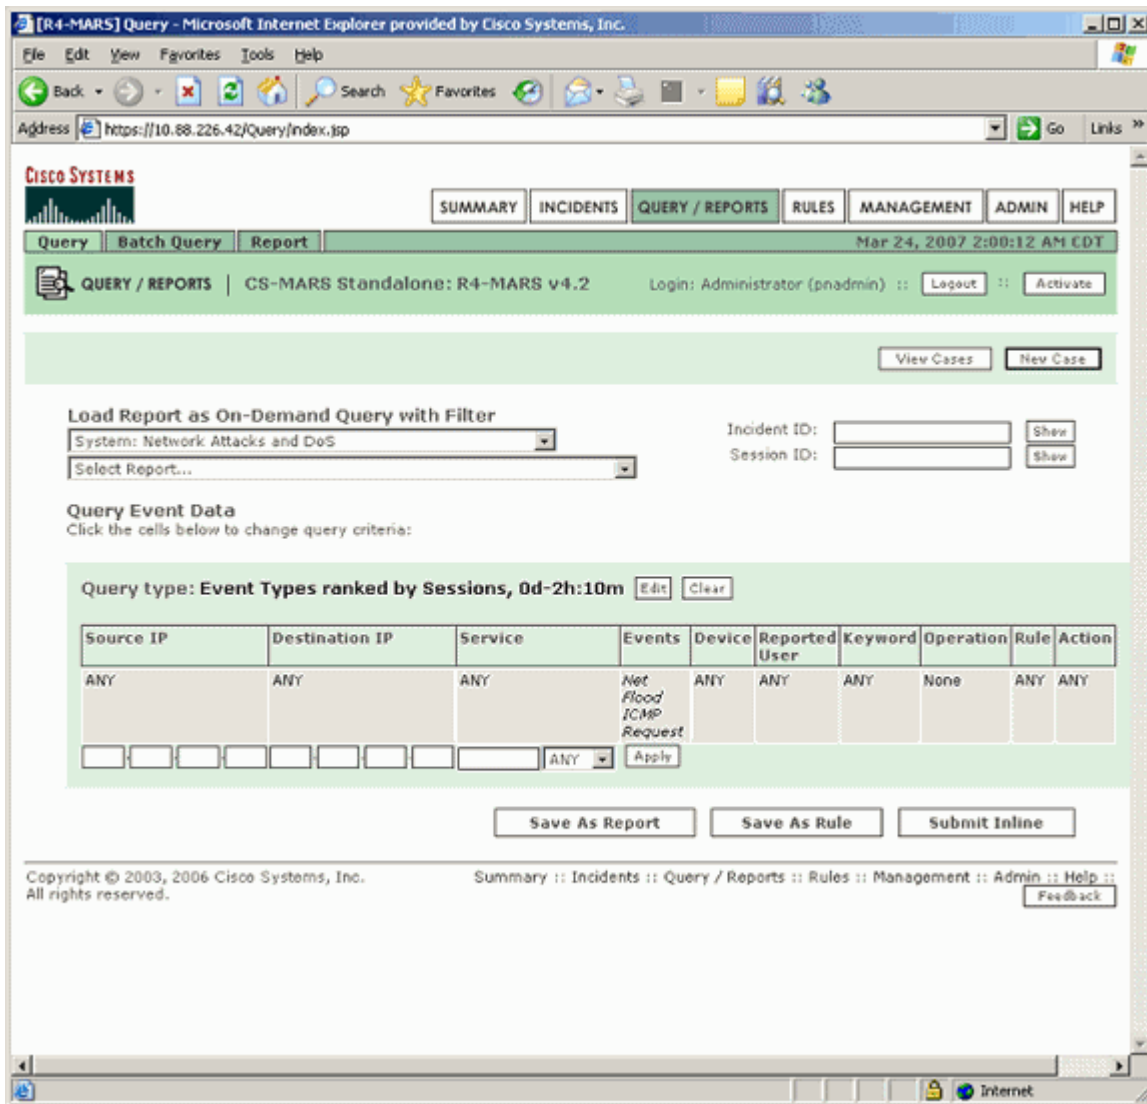 [R4-MARS] Query - Microsoft Internet Explorer provided by Cisco Systems, Inc.
File Edit View Favorites Tools Help
Back Search Favorites
Address https://10.88.226.42/Query/index.jsp Go Links »
CISCO SYSTEMS
SUMMARY INCIDENTS QUERY / REPORTS RULES MANAGEMENT ADMIN HELP
Query Batch Query Report Mar 24, 2007 2:00:12 AM CDT
QUERY / REPORTS | CS-MARS Standalone: R4-MARS v4.2 Login: Administrator (pnadmin) :: Logout :: Activate
View Cases New Case
Load Report as On-Demand Query with Filter
System: Network Attacks and DoS
Select Report...
Incident ID: Show
Session ID: Show
Query Event Data
Click the cells below to change query criteria:
Query type: Event Types ranked by Sessions, 0d-2h:10m Edit Clear
Source IP Destination IP Service Events Device Reported User Keyword Operation Rule Action
ANY ANY ANY Net Flood ICMP Request ANY ANY ANY None ANY ANY
ANY Apply
Save As Report Save As Rule Submit Inline
Copyright © 2003, 2006 Cisco Systems, Inc.
All rights reserved.
Summary :: Incidents :: Query / Reports :: Rules :: Management :: Admin :: Help ::
Feedback
Internet